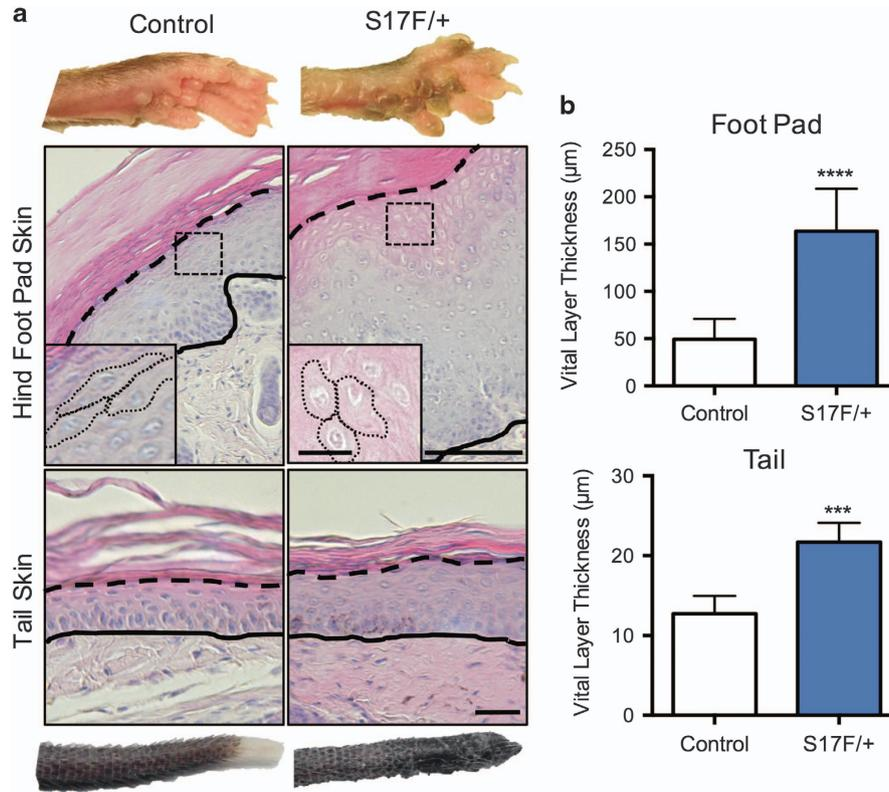 a
Control
S17F/+
Hind Foot Pad Skin
Tail Skin
b
Foot Pad
Vital Layer Thickness (µm)
250
200
150
100
50
0
****
Control
S17F/+
Tail
Vital Layer Thickness (µm)
30
20
10
0
***
Control
S17F/+